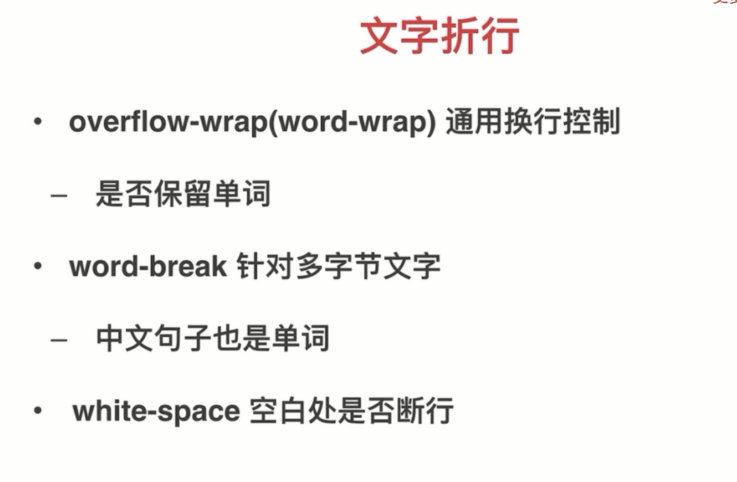 文字折行
• overflow-wrap(word-wrap) 通用换行控制
– 是否保留单词
• word-break 针对多字节文字
– 中文句子也是单词
• white-space 空白处是否断行